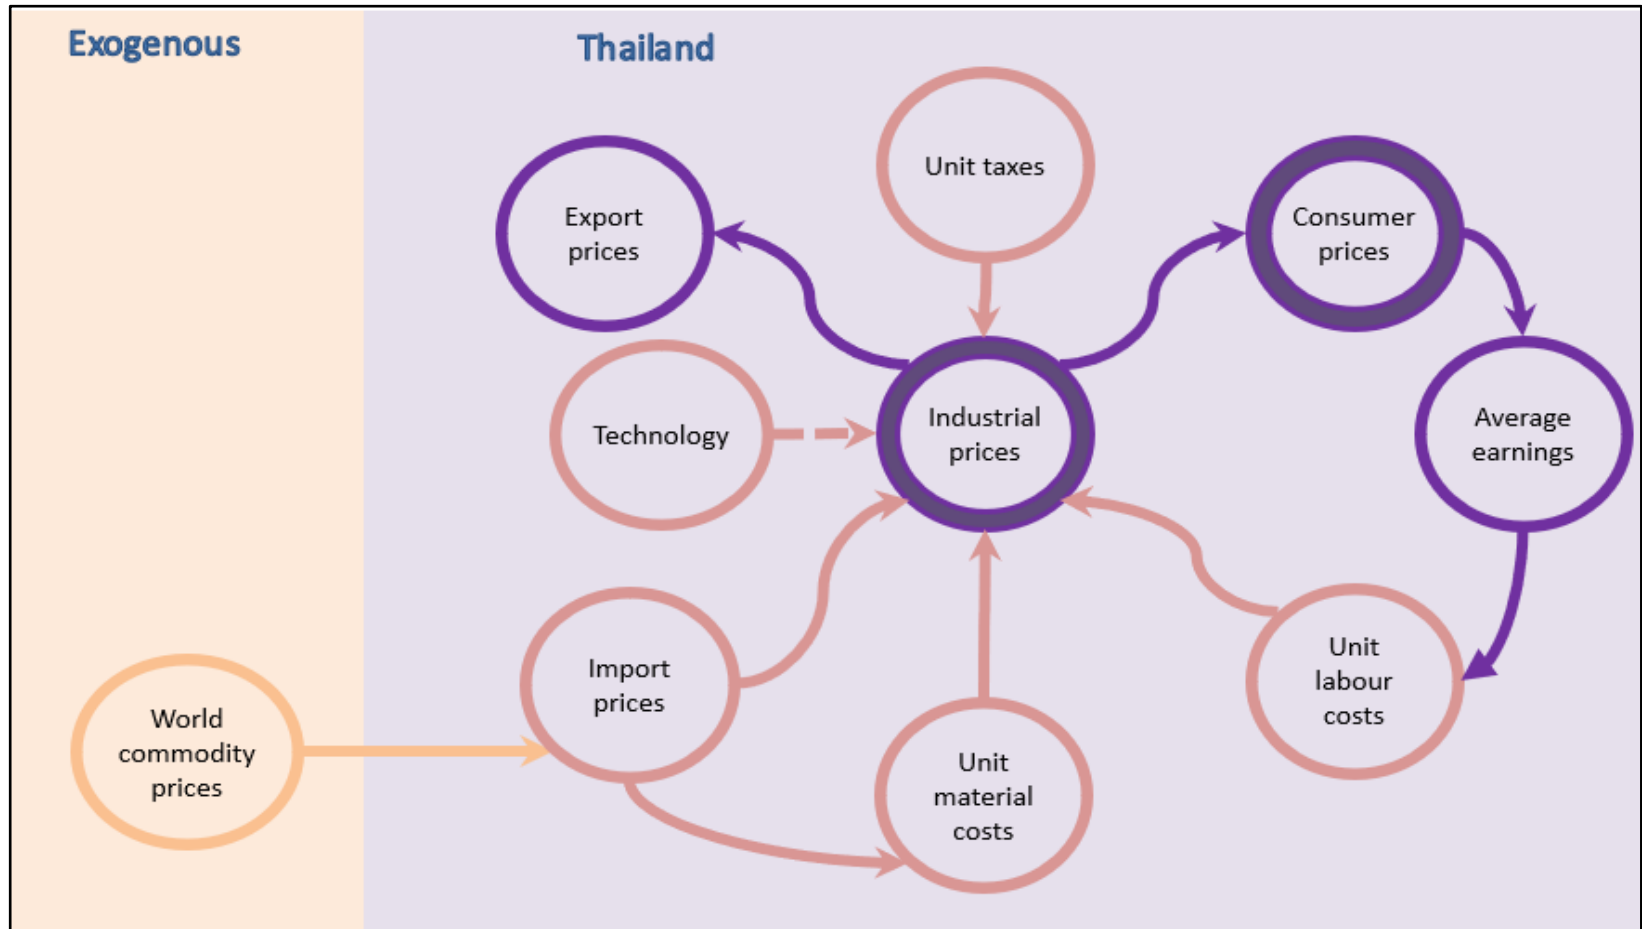 Exogenous
Thailand
Unit taxes
Export
prices
Consumer
prices
Technology
Industrial
prices
Average
earnings
Import
prices
Unit
labour
costs
World
commodity
prices
Unit
material
costs